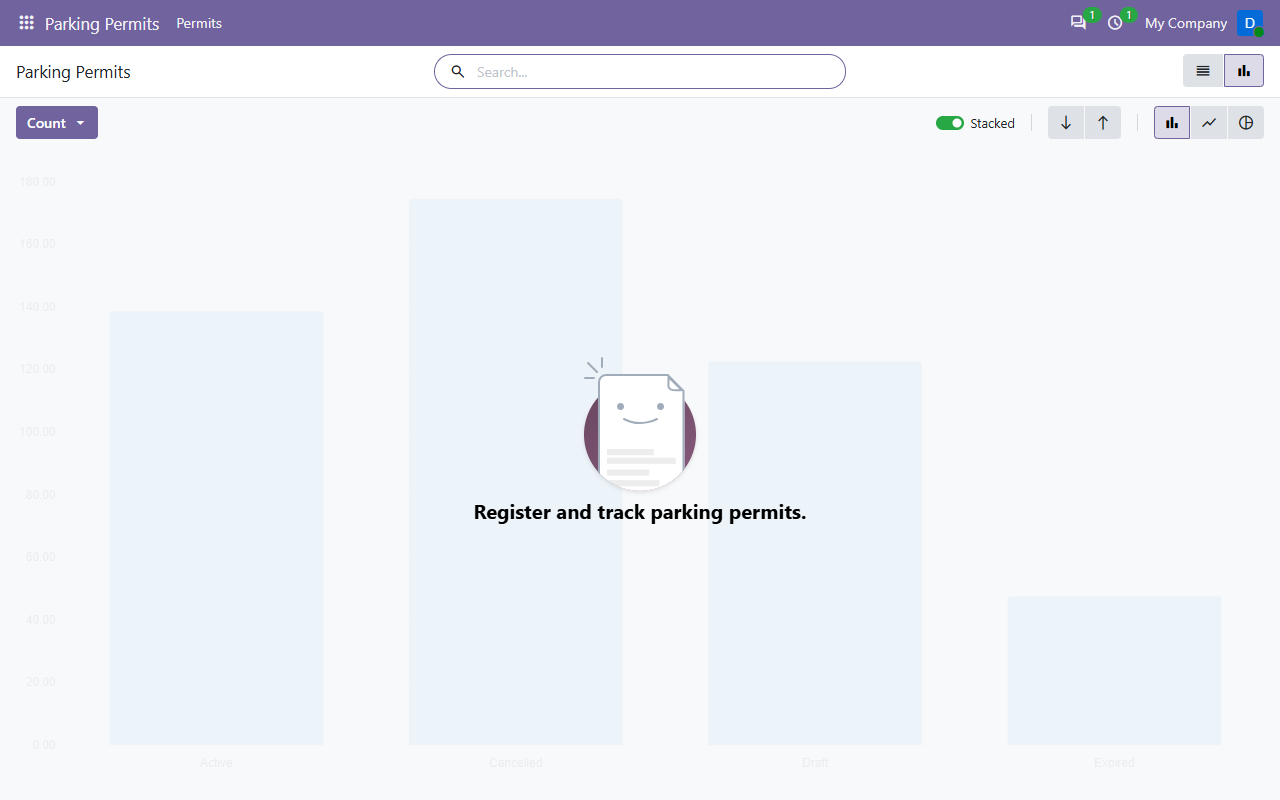 Parking Permits
Permits
1
1
My Company
D
Parking Permits
Search...
Count
Stacked
180.00
160.00
140.00
120.00
100.00
80.00
60.00
40.00
20.00
0.00
Register and track parking permits.
Active
Cancelled
Draft
Expired